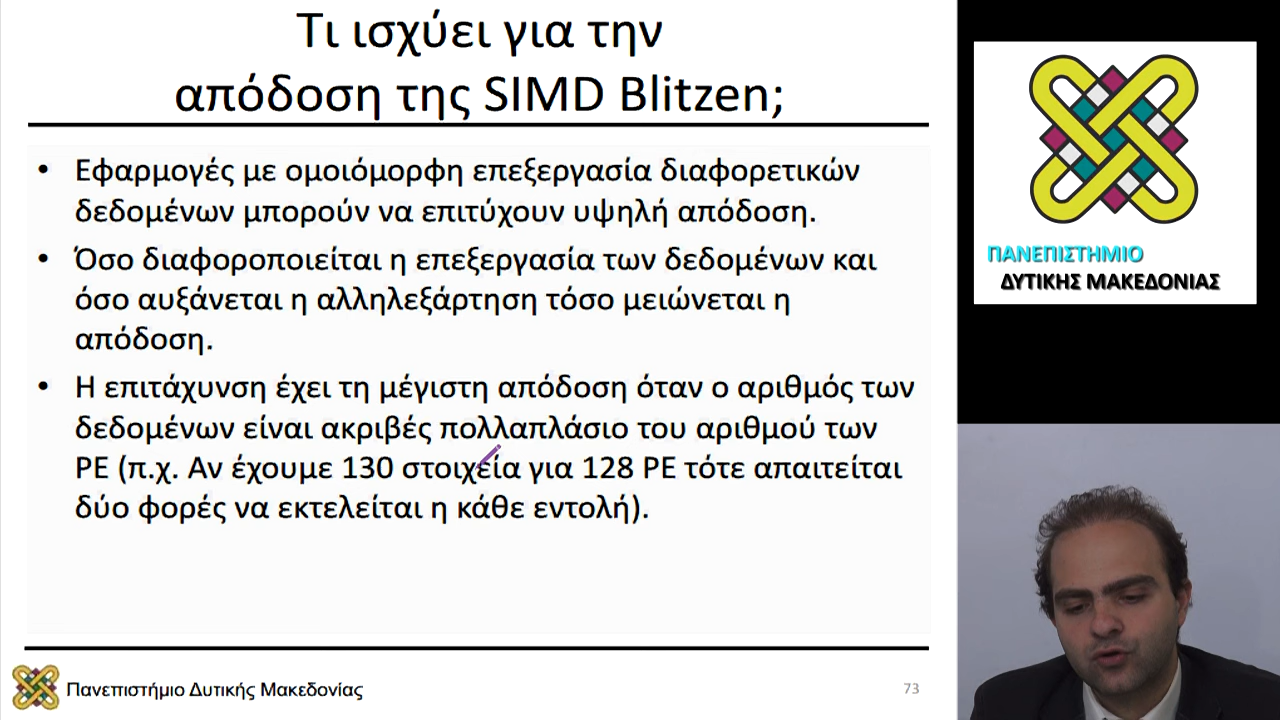 Τι ισχύει για την
απόδοση της SIMD Blitzen;
• Εφαρμογές με ομοιόμορφη επεξεργασία διαφορετικών
δεδομένων μπορούν να επιτύχουν υψηλή απόδοση.
• Όσο διαφοροποιείται η επεξεργασία των δεδομένων και
όσο αυξάνεται η αλληλεξάρτηση τόσο μειώνεται η
απόδοση.
• Η επιτάχυνση έχει τη μέγιστη απόδοση όταν ο αριθμός των
δεδομένων είναι ακριβές πολλαπλάσιο του αριθμού των
PE (π.χ. Αν έχουμε 130 στοιχεία για 128 PE τότε απαιτείται
δύο φορές να εκτελείται η κάθε εντολή).
Πανεπιστήμιο Δυτικής Μακεδονίας
73
ΠΑΝΕΠΙΣΤΗΜΙΟ
ΔΥΤΙΚΗΣ ΜΑΚΕΔΟΝΙΑΣ